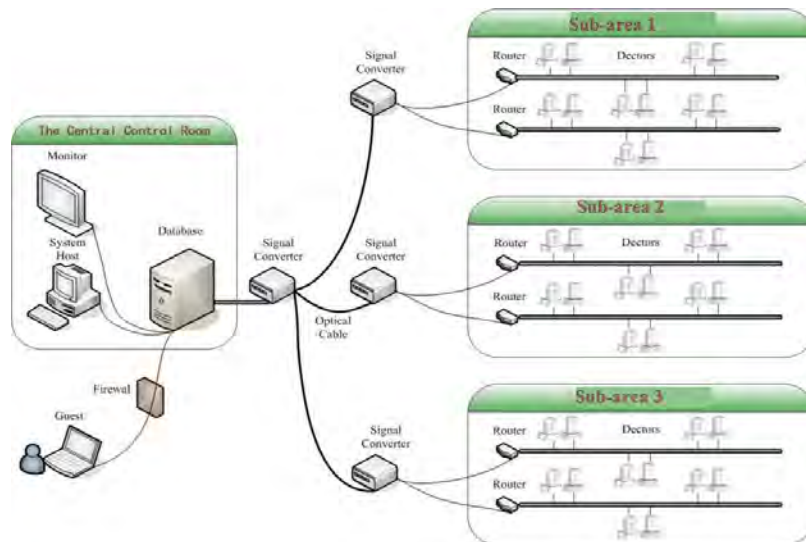 Sub-area 1
Signal
Converter
Router
Dectors
Router
The Central Control Room
Monitor
System
Host
Database
Signal
Converter
Signal
Converter
Optical
Cable
Sub-area 2
Router
Dectors
Router
Firewal
Guest
Signal
Converter
Sub-area 3
Router
Dectors
Router